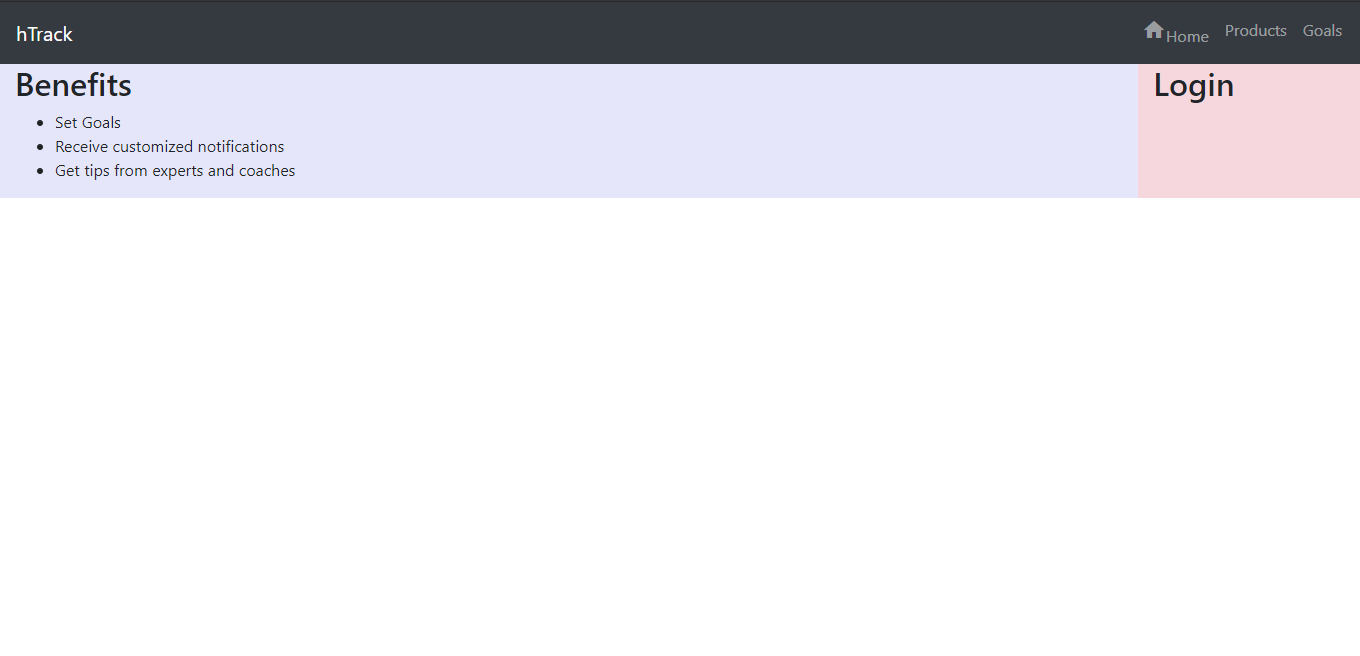 hTrack
Home Products Goals
Benefits
Set Goals
Receive customized notifications
Get tips from experts and coaches
Login